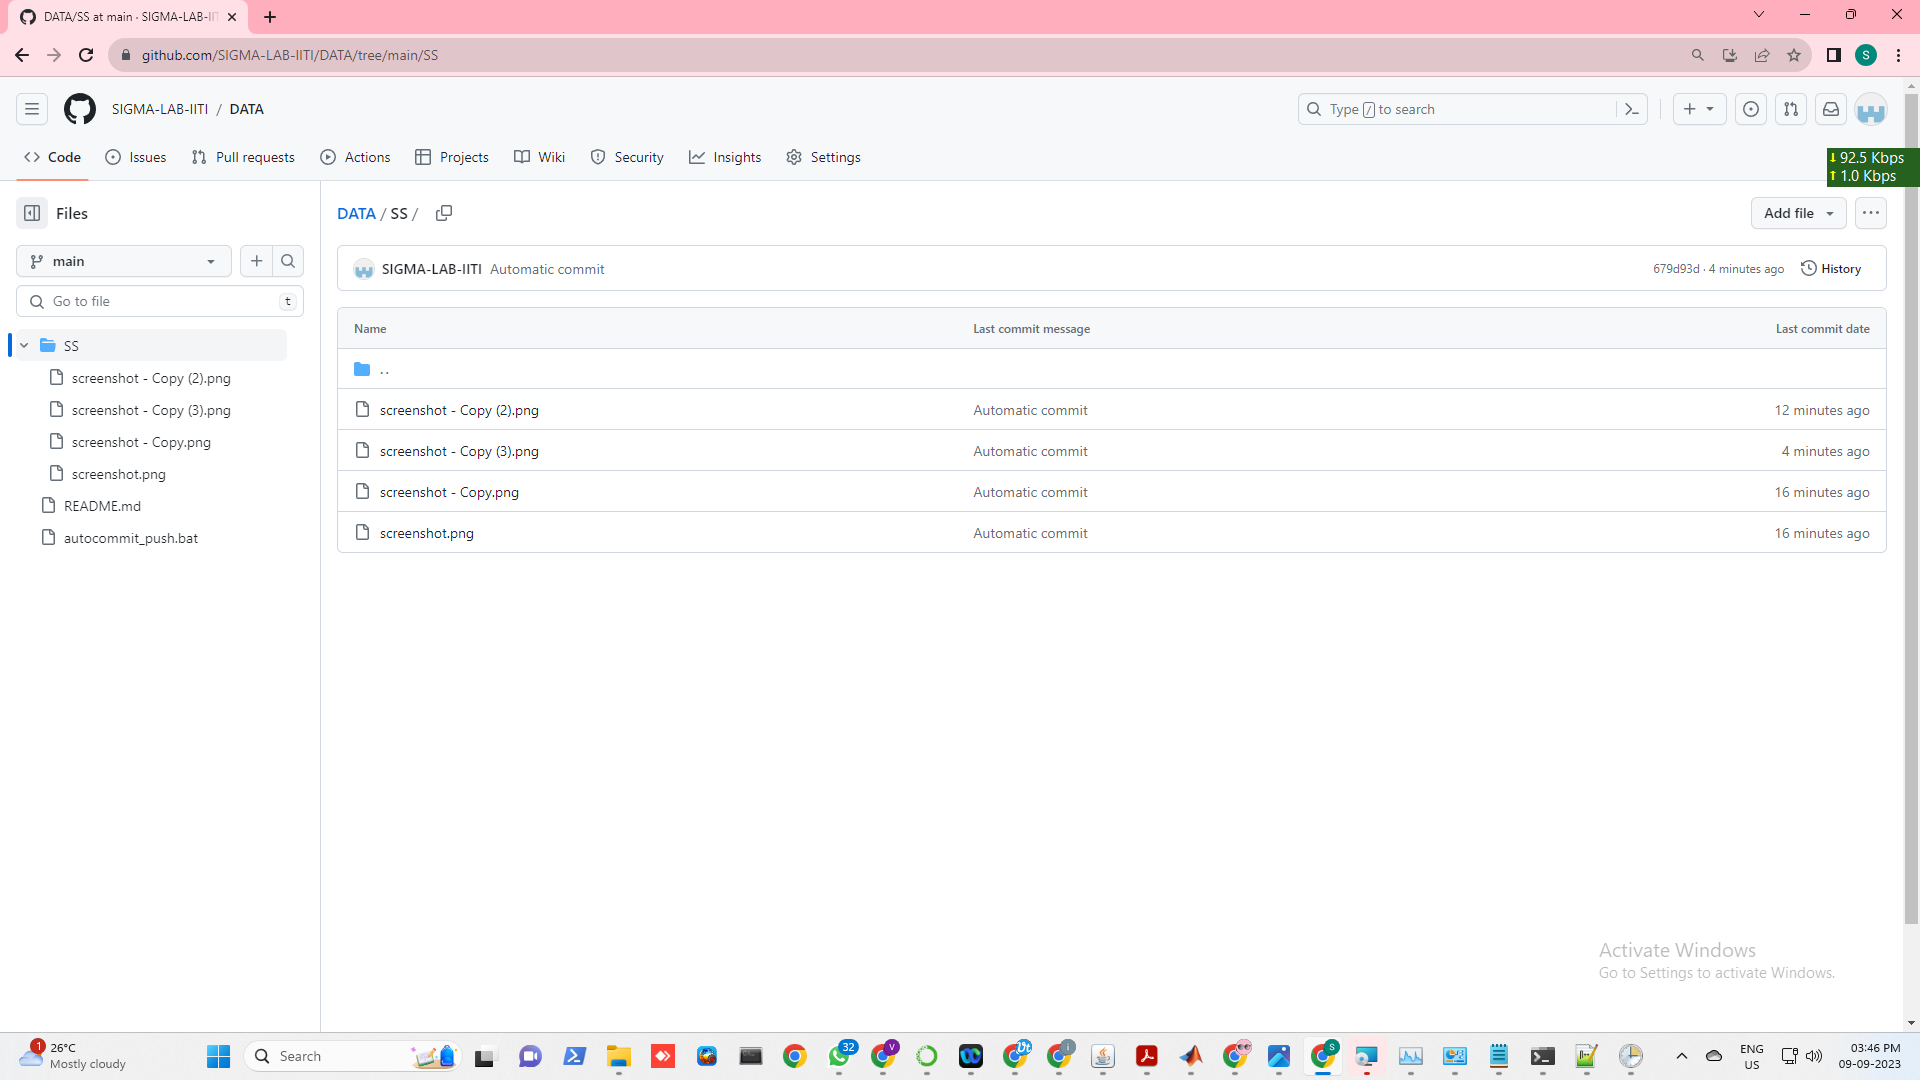 DATA/SS at main · SIGMA-LAB-IIT
github.com/SIGMA-LAB-IITI/DATA/tree/main/SS
S
SIGMA-LAB-IITI / DATA
Type / to search
Code Issues Pull requests Actions Projects Wiki Security Insights Settings
92.5 Kbps
1.0 Kbps
Files
DATA / SS /
Add file
main
SIGMA-LAB-IITI Automatic commit
679d93d · 4 minutes ago History
Go to file t
Name Last commit message Last commit date
SS
..
screenshot - Copy (2).png
screenshot - Copy (3).png
screenshot - Copy.png
screenshot.png
README.md
autocommit_push.bat
screenshot - Copy (2).png Automatic commit 12 minutes ago
screenshot - Copy (3).png Automatic commit 4 minutes ago
screenshot - Copy.png Automatic commit 16 minutes ago
screenshot.png Automatic commit 16 minutes ago
Activate Windows
Go to Settings to activate Windows.
1
26°C
Mostly cloudy
Search
32
V
S
ENG
US
03:46 PM
09-09-2023